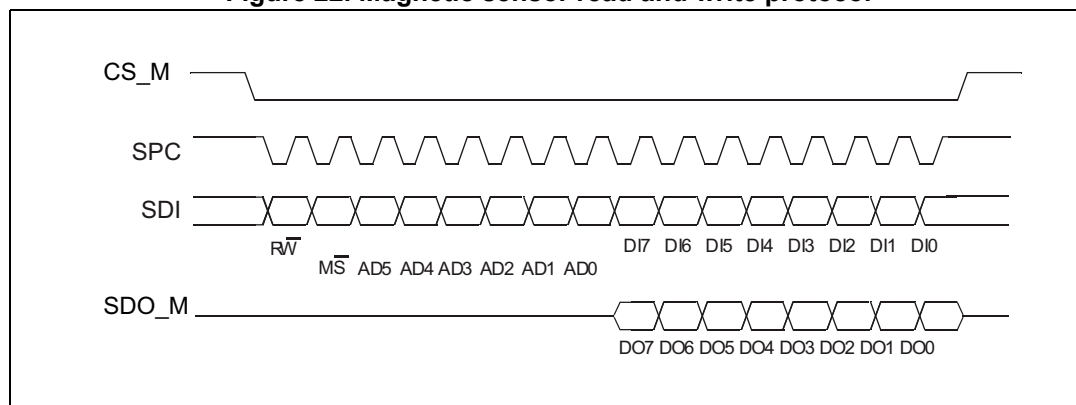 Figure 22. Magnetic sensor read and write protocol
CS_M
SPC
SDI
RW̅
DI7 DI6 DI5 DI4 DI3 DI2 DI1 DI0
MS̅ AD5 AD4 AD3 AD2 AD1 AD0
SDO_M
DO7 DO6 DO5 DO4 DO3 DO2 DO1 DO0